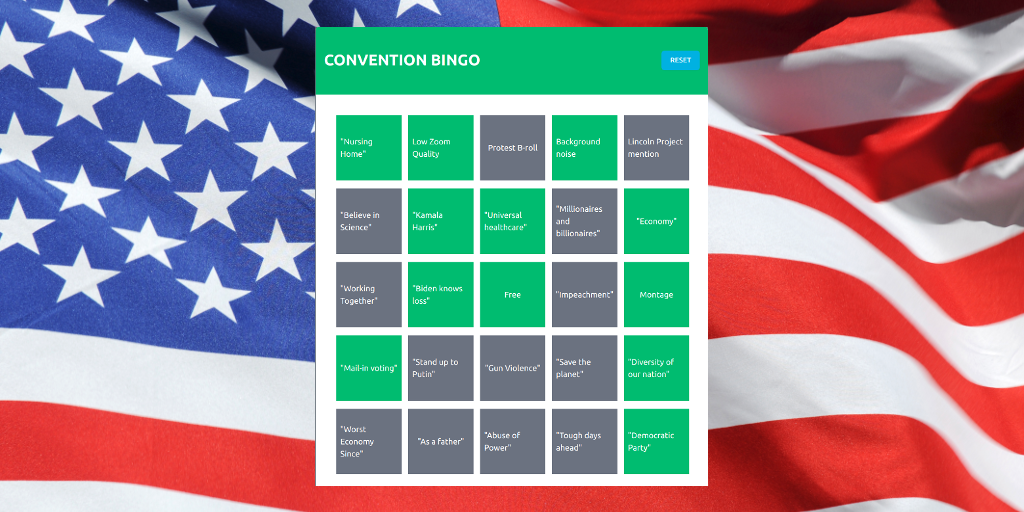 CONVENTION BINGO
RESET
"Nursing
Home"
Low Zoom
Quality
Protest B-roll
Background
noise
Lincoln Project
mention
"Believe in
Science"
"Kamala
Harris"
"Universal
healthcare"
"Millionaires
and
billionaires"
"Economy"
"Working
Together"
"Biden knows
loss"
Free
"Impeachment"
Montage
"Mail-in voting"
"Stand up to
Putin"
"Gun Violence"
"Save the
planet"
"Diversity of
our nation"
"Worst
Economy
Since"
"As a father"
"Abuse of
Power"
"Tough days
ahead"
"Democratic
Party"